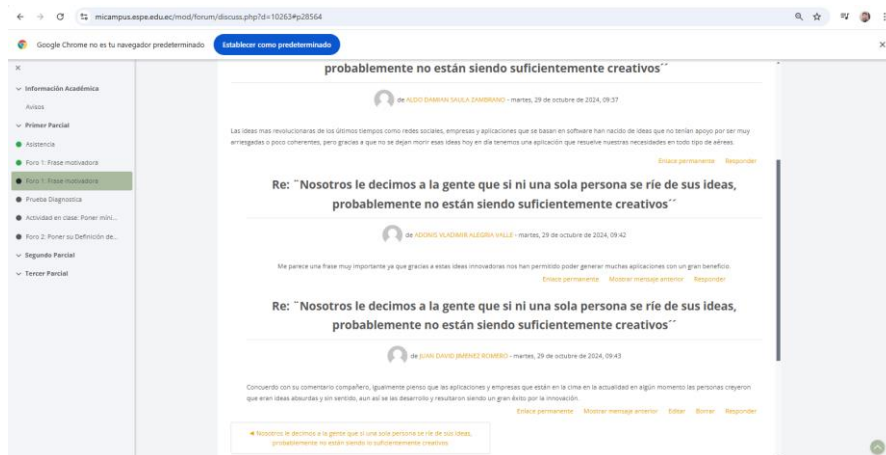 micampus.espe.edu.ec/mod/forum/discuss.php?d=10263#p28564
Google Chrome no es tu navegador predeterminado
Establecer como predeterminado
Información Académica
Avisos
Primer Parcial
Asistencia
Foro 1: Frase motivadora
Foro 1: Frase motivadora
Prueba Diagnostica
Actividad en clase: Poner míni...
Foro 2: Poner su Definición de...
Segundo Parcial
Tercer Parcial
probablemente no están siendo suficientemente creativos´´
de ALDO DAMIAN SAULA ZAMBRANO - martes, 29 de octubre de 2024, 09:37
Las ideas mas revolucionaras de los últimos tiempos como redes sociales, empresas y aplicaciones que se basan en software han nacido de ideas que no tenían apoyo por ser muy
arriesgadas o poco coherentes, pero gracias a que no se dejan morir esas ideas hoy en día tenemos una aplicación que resuelve nuestras necesidades en todo tipo de aéreas.
Enlace permanente Responder
Re: ¨Nosotros le decimos a la gente que si ni una sola persona se ríe de sus ideas,
probablemente no están siendo suficientemente creativos´´
de ADONIS VLADIMIR ALEGRIA VALLE - martes, 29 de octubre de 2024, 09:42
Me parece una frase muy importante ya que gracias a estas ideas innovadoras nos han permitido poder generar muchas aplicaciones con un gran beneficio.
Enlace permanente Mostrar mensaje anterior Responder
Re: ¨Nosotros le decimos a la gente que si ni una sola persona se ríe de sus ideas,
probablemente no están siendo suficientemente creativos´´
de JUAN DAVID JIMENEZ ROMERO - martes, 29 de octubre de 2024, 09:43
Concuerdo con su comentario compañero, igualmente pienso que las aplicaciones y empresas que están en la cima en la actualidad en algún momento las personas creyeron
que eran ideas absurdas y sin sentido, aun así se las desarrollo y resultaron siendo un gran éxito por la innovación.
Enlace permanente Mostrar mensaje anterior Editar Borrar Responder
◄ Nosotros le decimos a la gente que si una sola persona se ríe de sus ideas,
probablemente no están siendo lo suficientemente creativos